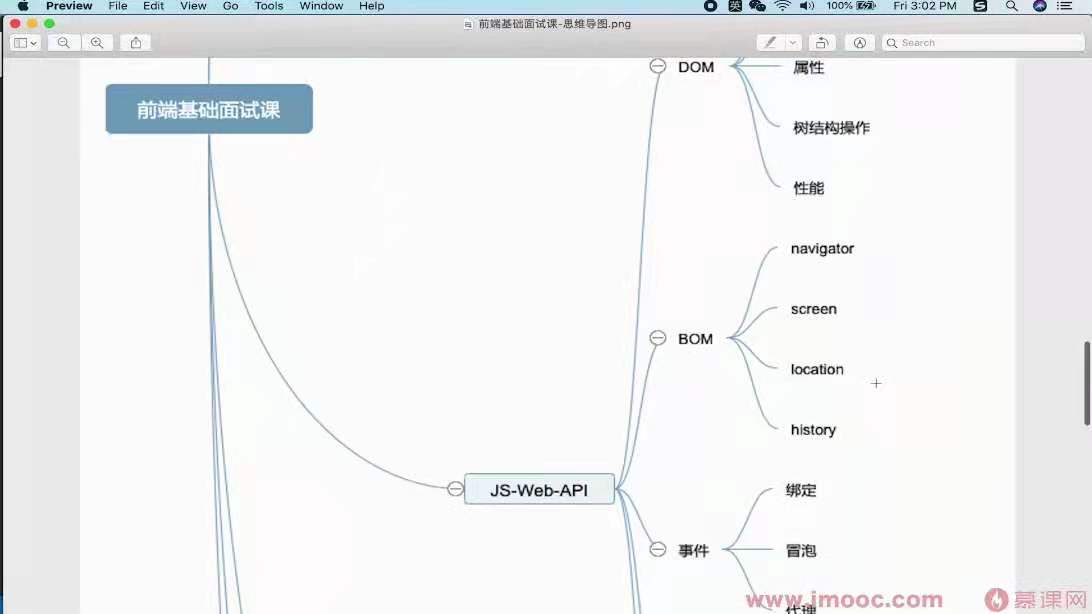 Preview File Edit View Go Tools Window Help 英 100% Fri 3:02 PM S
前端基础面试课-思维导图.png
Search
DOM
属性
前端基础面试课
树结构操作
性能
navigator
screen
BOM
location
history
JS-Web-API
绑定
事件
冒泡
代理
www.imooc.com 慕课网